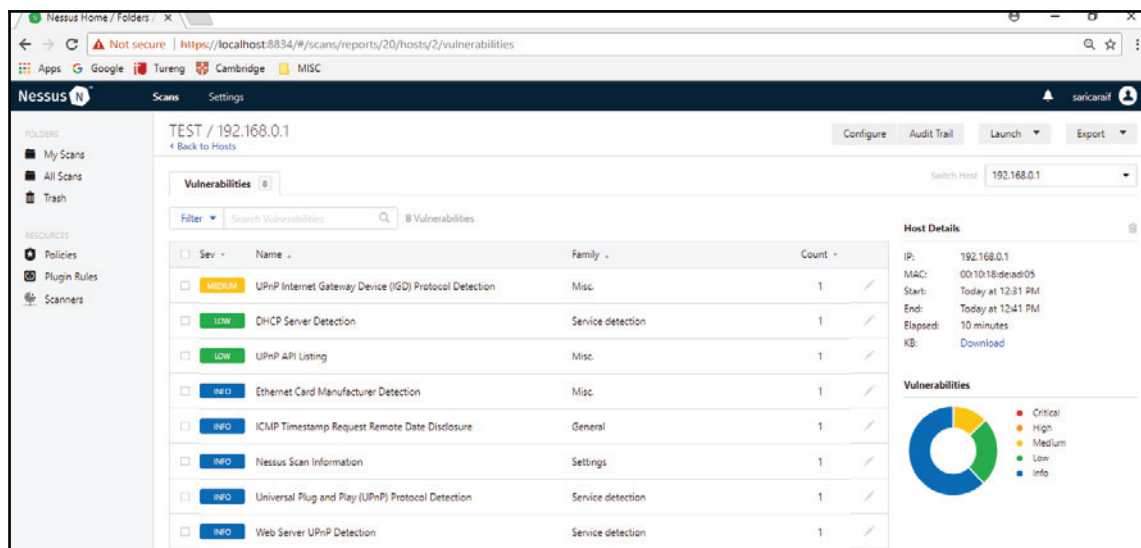 Nessus Home / Folders /
Not secure | https://localhost:8834/#/scans/reports/20/hosts/2/vulnerabilities
Apps Google Tureng Cambridge MISC
Nessus N Scans Settings saricaraif
FOLDERS
My Scans
All Scans
Trash
RESOURCES
Policies
Plugin Rules
Scanners
TEST / 192.168.0.1
Back to Hosts
Configure Audit Trail Launch Export
Vulnerabilities 8
Switch Host 192.168.0.1
Filter Search Vulnerabilities 8 Vulnerabilities
Sev Name Family Count
MEDIUM UPnP Internet Gateway Device (IGD) Protocol Detection Misc. 1
LOW DHCP Server Detection Service detection 1
LOW UPnP API Listing Misc. 1
INFO Ethernet Card Manufacturer Detection Misc. 1
INFO ICMP Timestamp Request Remote Date Disclosure General 1
INFO Nessus Scan Information Settings 1
INFO Universal Plug and Play (UPnP) Protocol Detection Service detection 1
INFO Web Server UPnP Detection Service detection 1
Host Details
IP: 192.168.0.1
MAC: 00:10:18:de:ad:05
Start: Today at 12:31 PM
End: Today at 12:41 PM
Elapsed: 10 minutes
KB: Download
Vulnerabilities
Critical
High
Medium
Low
Info